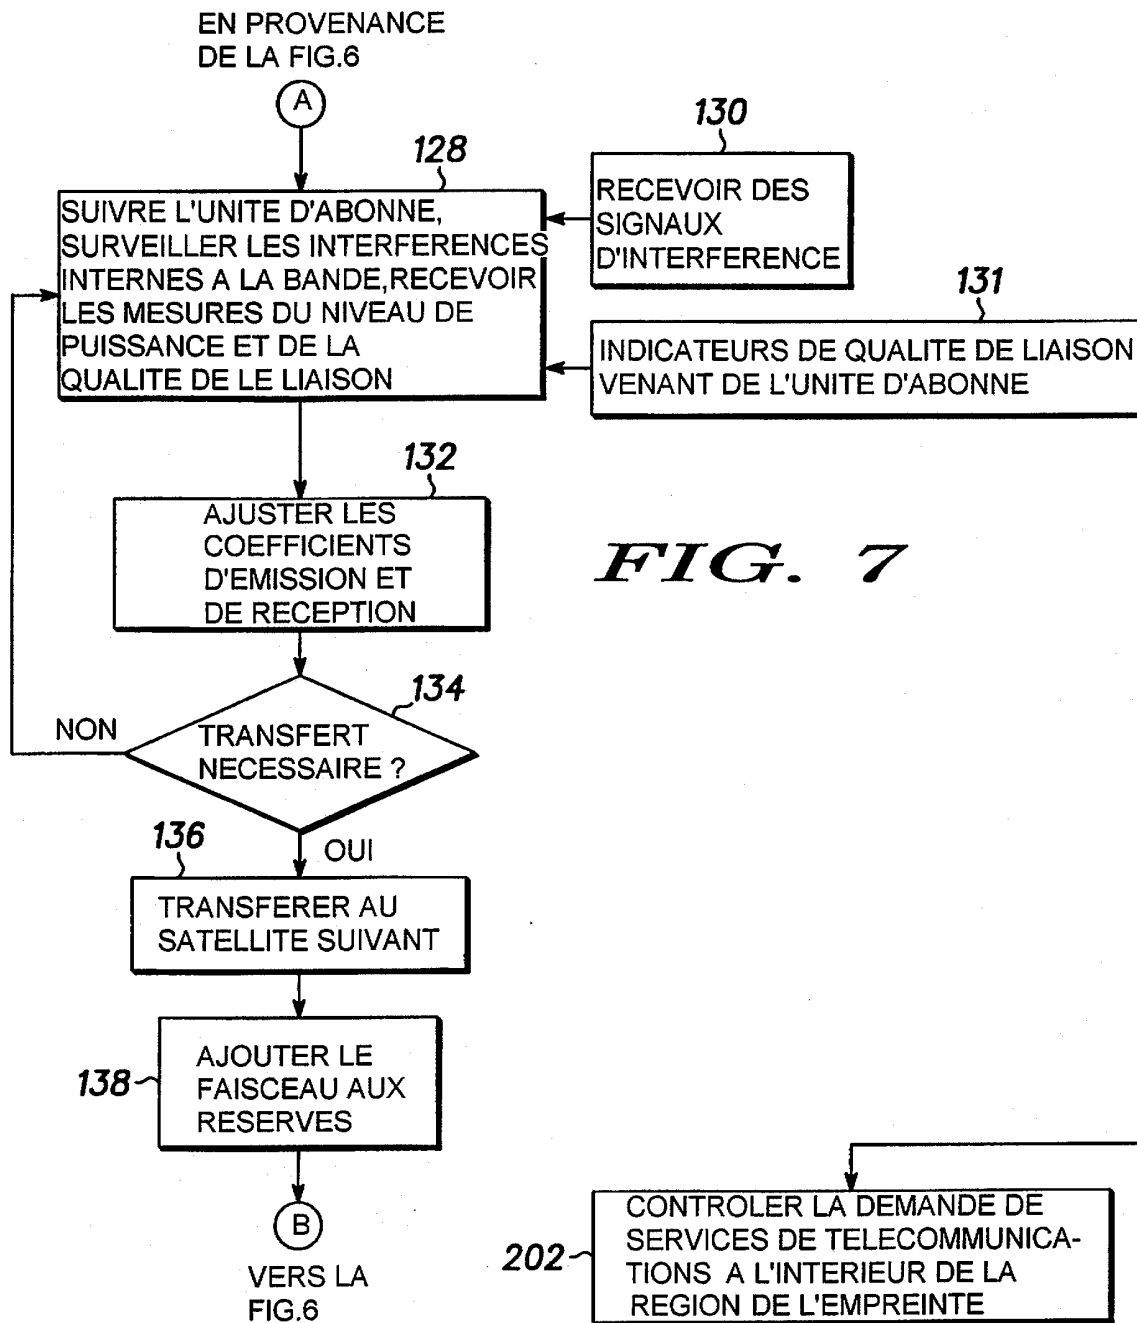 EN PROVENANCE
DE LA FIG.6
A
128
SUIVRE L'UNITE D'ABONNE,
SURVEILLER LES INTERFERENCES
INTERNES A LA BANDE,RECEVOIR
LES MESURES DU NIVEAU DE
PUISSANCE ET DE LA
QUALITE DE LE LIAISON
130
RECEVOIR DES
SIGNAUX
D'INTERFERENCE
131
INDICATEURS DE QUALITE DE LIAISON
VENANT DE L'UNITE D'ABONNE
132
AJUSTER LES
COEFFICIENTS
D'EMISSION ET
DE RECEPTION
FIG. 7
134
NON
TRANSFERT
NECESSAIRE ?
OUI
136
TRANSFERER AU
SATELLITE SUIVANT
138
AJOUTER LE
FAISCEAU AUX
RESERVES
B
VERS LA
FIG.6
202
CONTROLER LA DEMANDE DE
SERVICES DE TELECOMMUNICA-
TIONS A L'INTERIEUR DE LA
REGION DE L'EMPREINTE